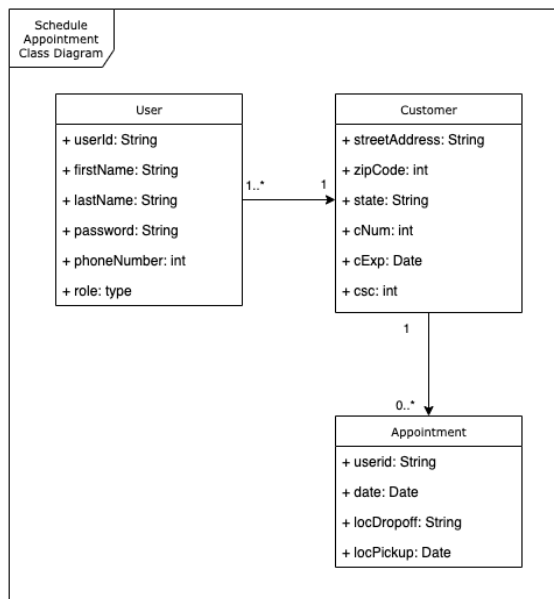 Schedule
Appointment
Class Diagram
User
+ userId: String
+ firstName: String
+ lastName: String
+ password: String
+ phoneNumber: int
+ role: type
1..*
1
Customer
+ streetAddress: String
+ zipCode: int
+ state: String
+ cNum: int
+ cExp: Date
+ csc: int
1
0..*
Appointment
+ userid: String
+ date: Date
+ locDropoff: String
+ locPickup: Date